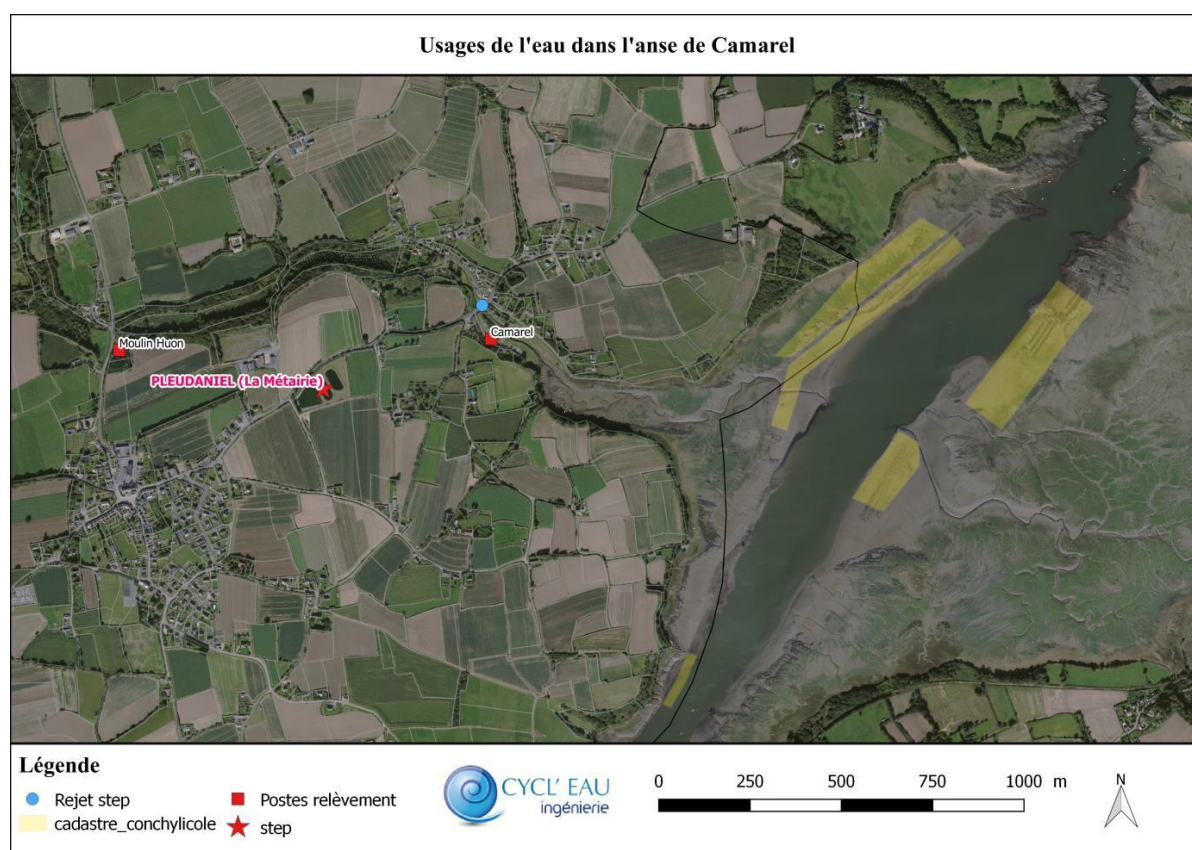 Usages de l'eau dans l'anse de Camarel
Moulin Huon
Camarel
PLEUDANIEL (La Métairie)
Légende
Rejet step
cadastre_conchylicole
Postes relèvement
step
CYCL' EAU
ingénierie
0 250 500 750 1000 m
N